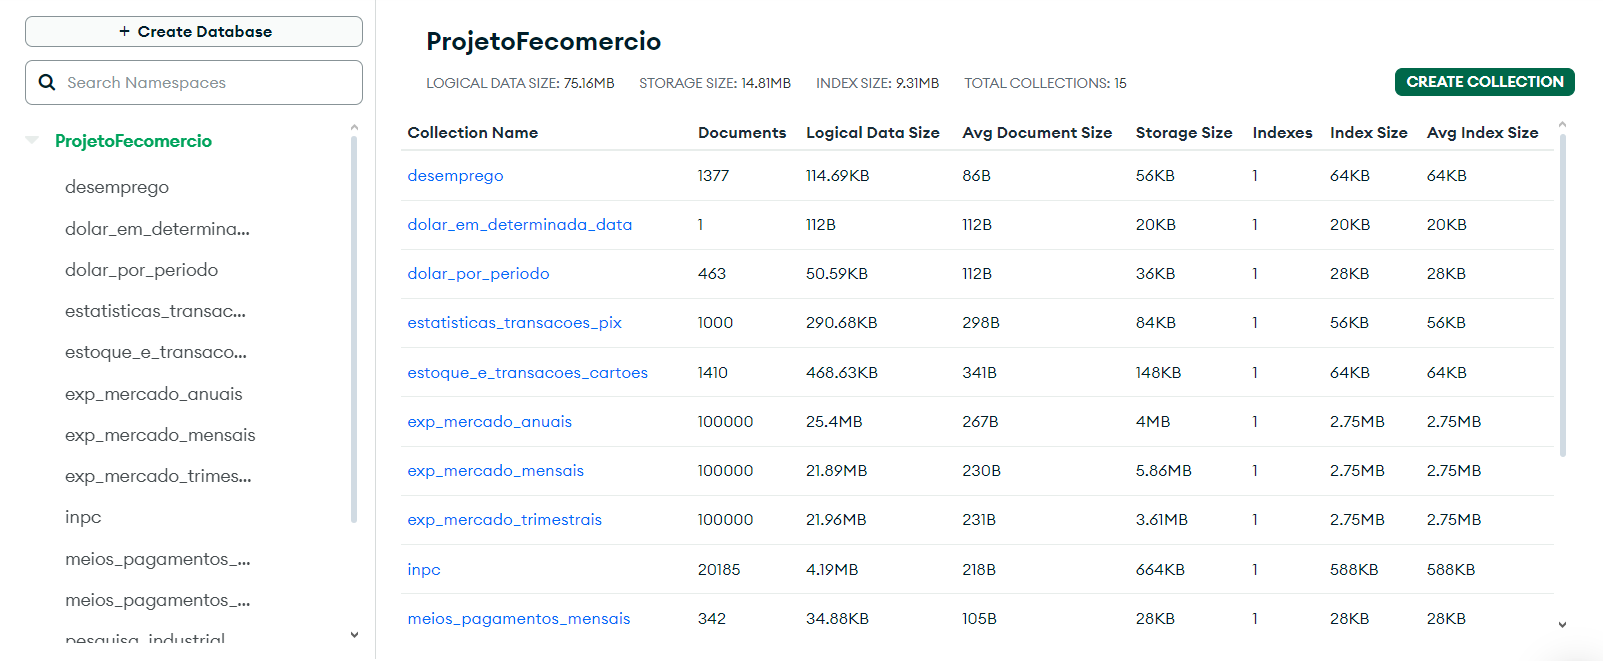 + Create Database
Search Namespaces
ProjetoFecomercio
desemprego
dolar_em_determina...
dolar_por_periodo
estatisticas_transac...
estoque_e_transaco...
exp_mercado_anuais
exp_mercado_mensais
exp_mercado_trimes...
inpc
meios_pagamentos_...
meios_pagamentos_...
pesquisa_industrial
ProjetoFecomercio
LOGICAL DATA SIZE: 75.16MB STORAGE SIZE: 14.81MB INDEX SIZE: 9.31MB TOTAL COLLECTIONS: 15
CREATE COLLECTION
Collection Name Documents Logical Data Size Avg Document Size Storage Size Indexes Index Size Avg Index Size
desemprego 1377 114.69KB 86B 56KB 1 64KB 64KB
dolar_em_determinada_data 1 112B 112B 20KB 1 20KB 20KB
dolar_por_periodo 463 50.59KB 112B 36KB 1 28KB 28KB
estatisticas_transacoes_pix 1000 290.68KB 298B 84KB 1 56KB 56KB
estoque_e_transacoes_cartoes 1410 468.63KB 341B 148KB 1 64KB 64KB
exp_mercado_anuais 100000 25.4MB 267B 4MB 1 2.75MB 2.75MB
exp_mercado_mensais 100000 21.89MB 230B 5.86MB 1 2.75MB 2.75MB
exp_mercado_trimestrais 100000 21.96MB 231B 3.61MB 1 2.75MB 2.75MB
inpc 20185 4.19MB 218B 664KB 1 588KB 588KB
meios_pagamentos_mensais 342 34.88KB 105B 28KB 1 28KB 28KB